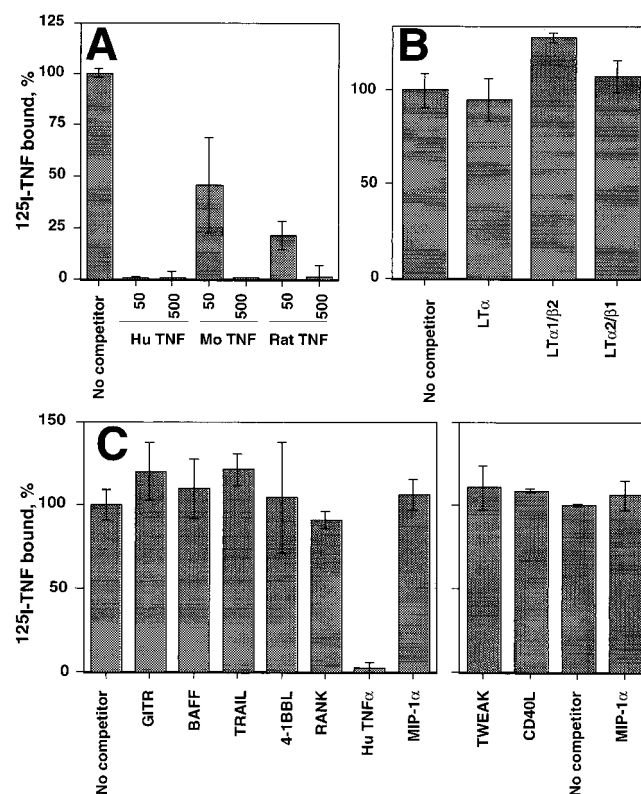 A
125
100
75
50
25
0
¹²⁵I-TNF bound, %
No competitor
50
500
50
500
50
500
Hu TNF
Mo TNF
Rat TNF
B
100
50
0
No competitor
LTα
LTα1/β2
LTα2/β1
C
150
100
50
0
¹²⁵I-TNF bound, %
No competitor
GITR
BAFF
TRAIL
4-1BBL
RANK
Hu TNFα
MIP-1α
TWEAK
CD40L
No competitor
MIP-1α